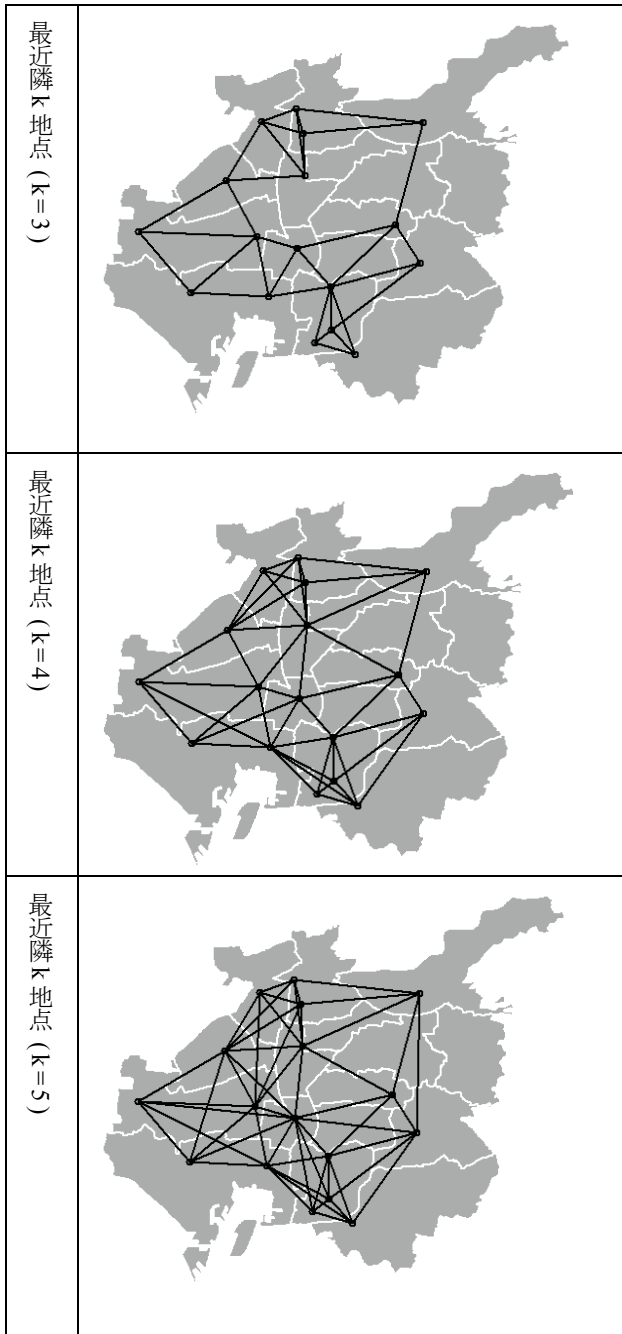 最近隣 k 地点 (k=3)
最近隣 k 地点 (k=4)
最近隣 k 地点 (k=5)